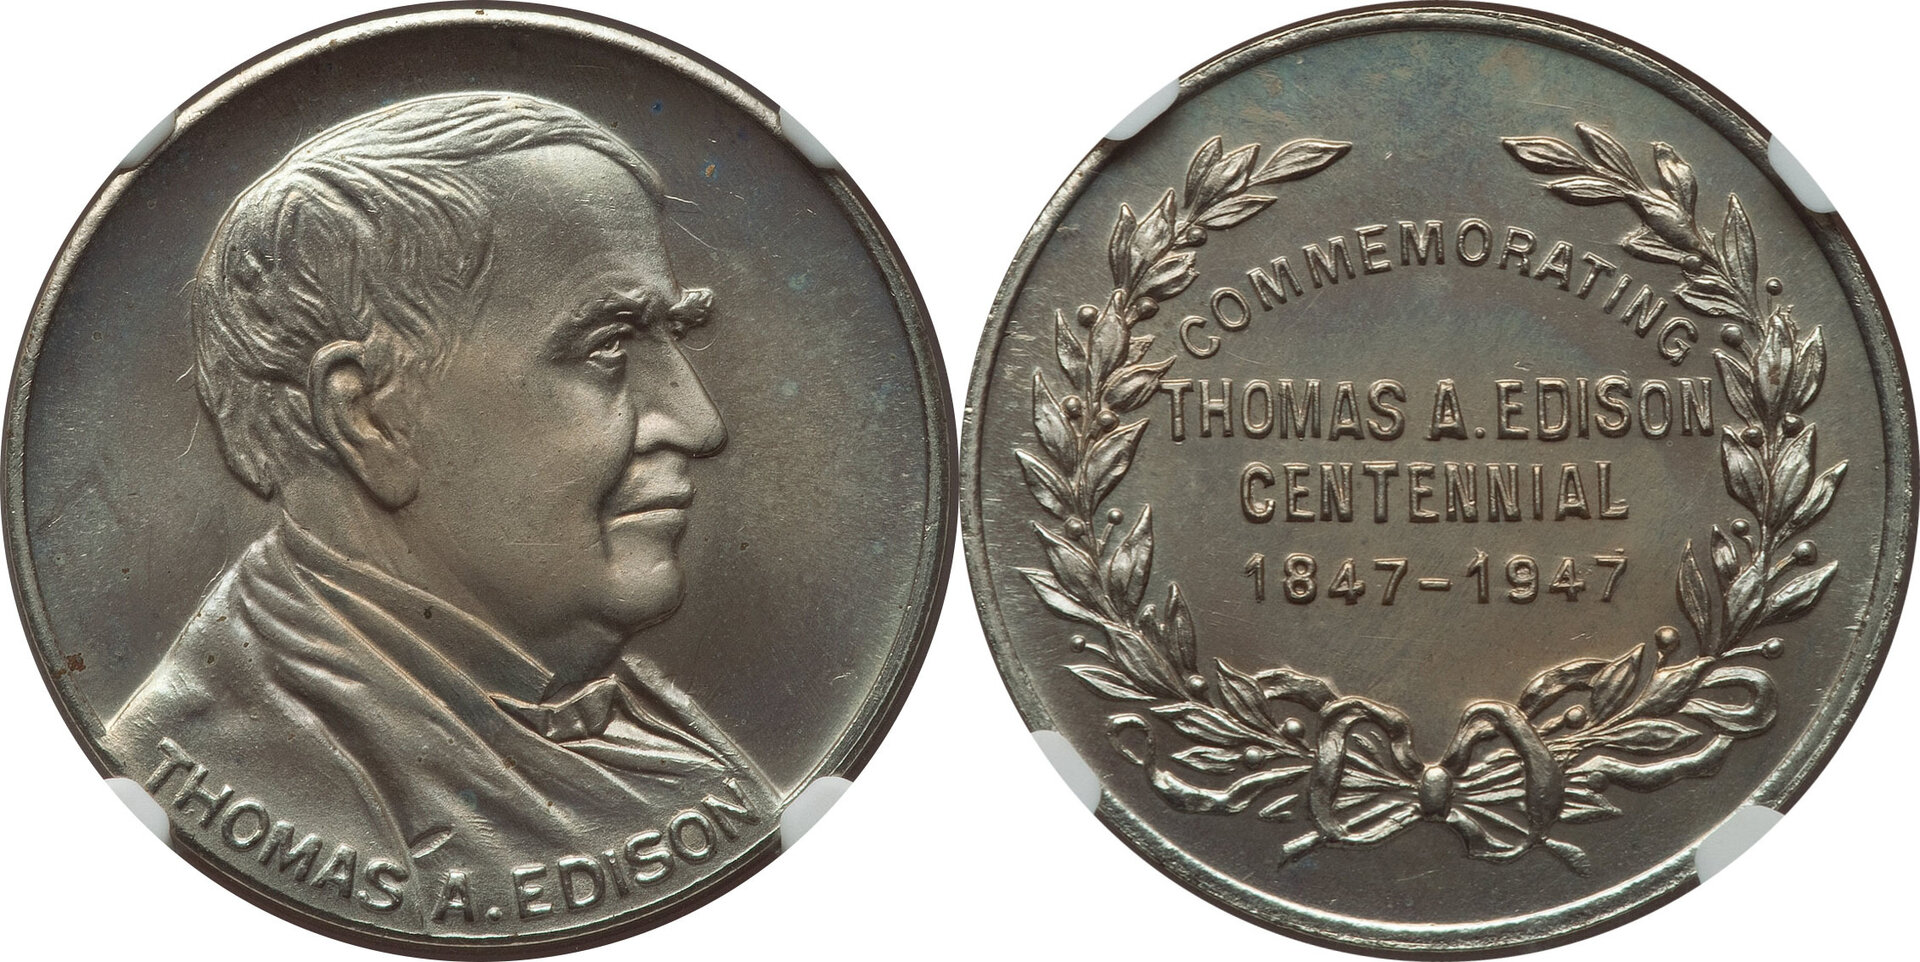 THOMAS A. EDISON
COMMEMORATING
THOMAS A. EDISON
CENTENNIAL
1847-1947